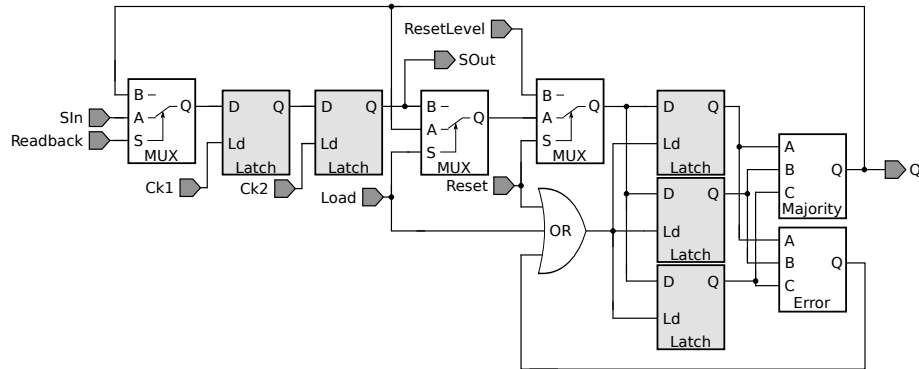 ResetLevel
SOut
B
A
S
Q
MUX
D
Q
Ld
Latch
D
Q
Ld
Latch
B
A
S
Q
MUX
B
A
S
Q
MUX
D
Q
Ld
Latch
SIn
Readback
Ck1
Ck2
Load
Reset
OR
D
Q
Ld
Latch
D
Q
Ld
Latch
A
B
C
Q
Majority
Q
A
B
C
Q
Error